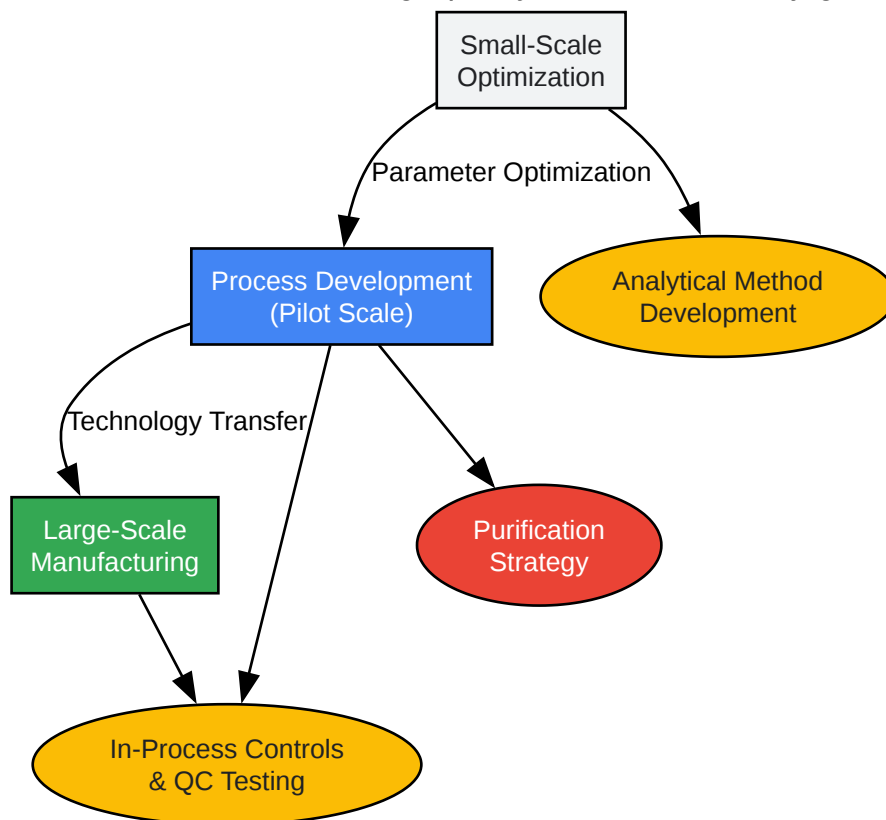 Small-Scale
Optimization
Parameter Optimization
Process Development
(Pilot Scale)
Analytical Method
Development
Technology Transfer
Large-Scale
Manufacturing
Purification
Strategy
In-Process Controls
& QC Testing